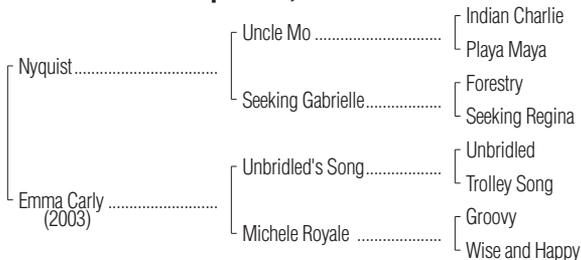 Indian Charlie
Uncle Mo ....................................
Playa Maya
Nyquist.........................................
Forestry
Seeking Gabrielle.....................
Seeking Regina
Unbridled
Unbridled's Song.....................
Trolley Song
Emma Carly ...............................
(2003)
Groovy
Michele Royale .......................
Wise and Happy